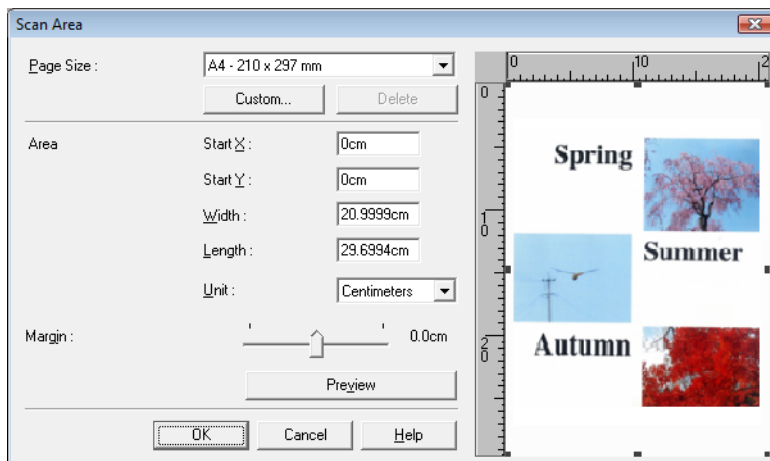 Scan Area
Page Size :
A4 - 210 x 297 mm
Custom...
Delete
Area
Start X :
0cm
Start Y :
0cm
Width :
20.9999cm
Length :
29.6994cm
Unit :
Centimeters
Margin :
0.0cm
Preview
OK
Cancel
Help
0
10
2
0
10
20
Spring
Summer
Autumn